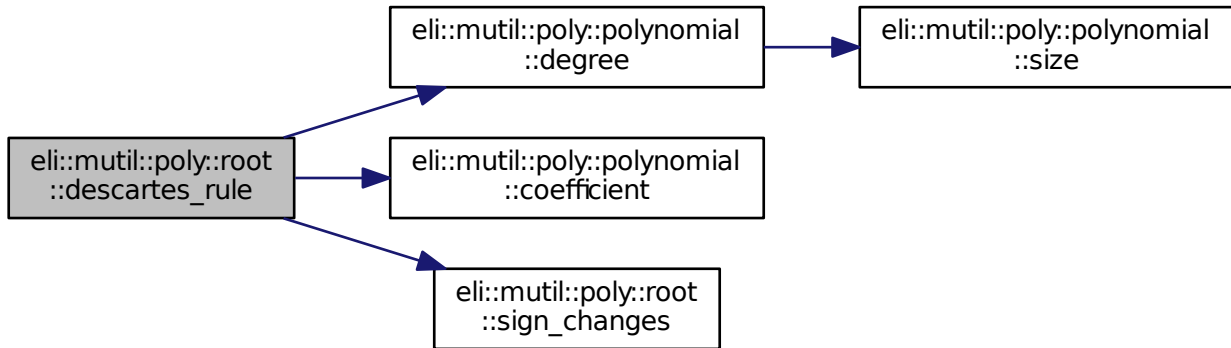 eli::mutil::poly::root
::descartes_rule
eli::mutil::poly::polynomial
::degree
eli::mutil::poly::polynomial
::size
eli::mutil::poly::polynomial
::coefficient
eli::mutil::poly::root
::sign_changes